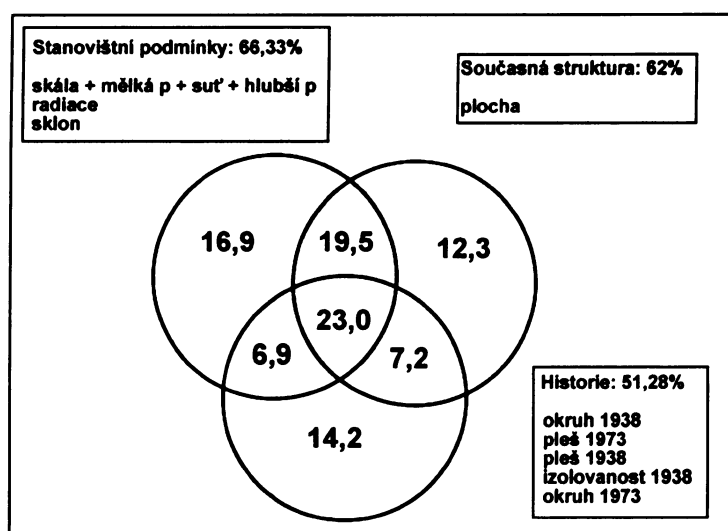 Stanovištní podmínky: 66,33%
skála + mělká p + suť + hlubší p
radiace
sklon
Současná struktura: 62%
plocha
16,9
19,5
12,3
23,0
6,9
7,2
14,2
Historie: 51,28%
okruh 1938
pleš 1973
pleš 1938
izolovanost 1938
okruh 1973